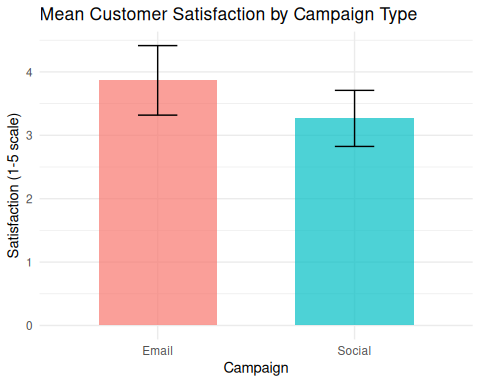 Mean Customer Satisfaction by Campaign Type
Satisfaction (1-5 scale)
4
3
2
1
0
Email
Social
Campaign